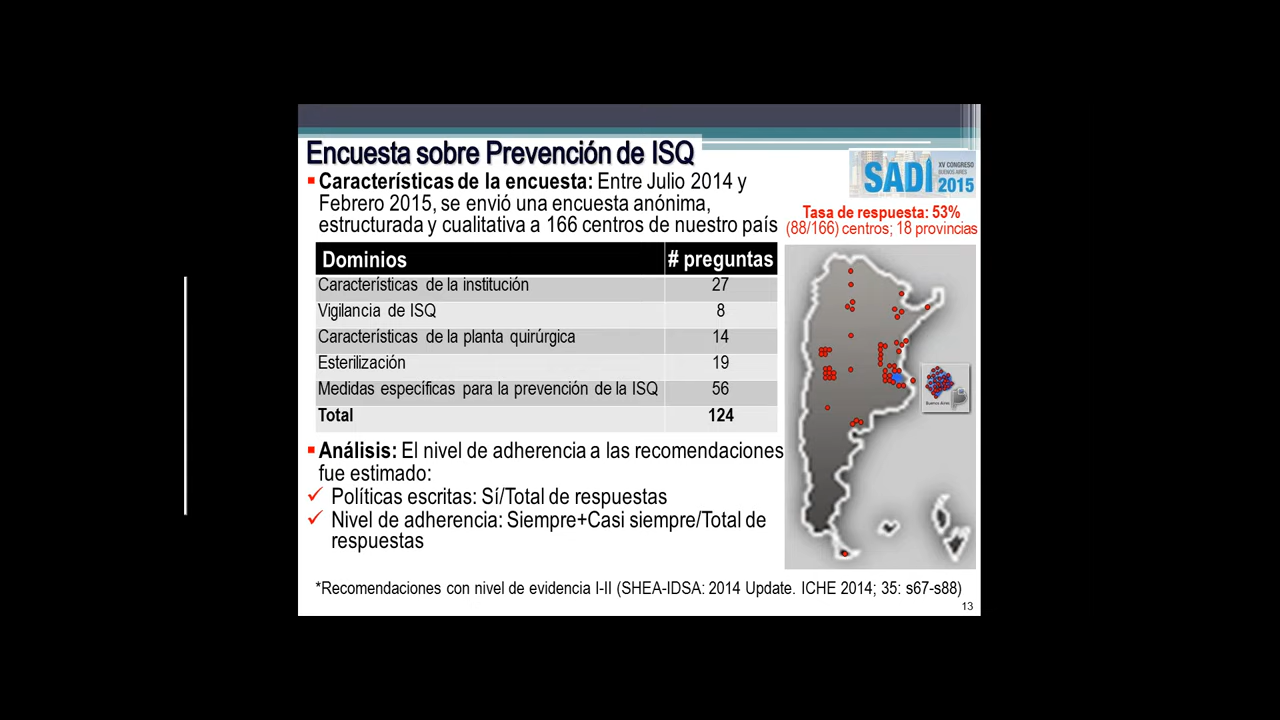 Encuesta sobre Prevención de ISQ
Características de la encuesta: Entre Julio 2014 y
Febrero 2015, se envió una encuesta anónima,
estructurada y cualitativa a 166 centros de nuestro país
XV CONGRESO
BUENOS AIRES
SADI 2015
Tasa de respuesta: 53%
(88/166) centros; 18 provincias
Dominios # preguntas
Características de la institución 27
Vigilancia de ISQ 8
Características de la planta quirúrgica 14
Esterilización 19
Medidas específicas para la prevención de la ISQ 56
Total 124
Buenos Aires
Análisis: El nivel de adherencia a las recomendaciones
fue estimado:
✓ Políticas escritas: Sí/Total de respuestas
✓ Nivel de adherencia: Siempre+Casi siempre/Total de
respuestas
*Recomendaciones con nivel de evidencia I-II (SHEA-IDSA: 2014 Update. ICHE 2014; 35: s67-s88)
13